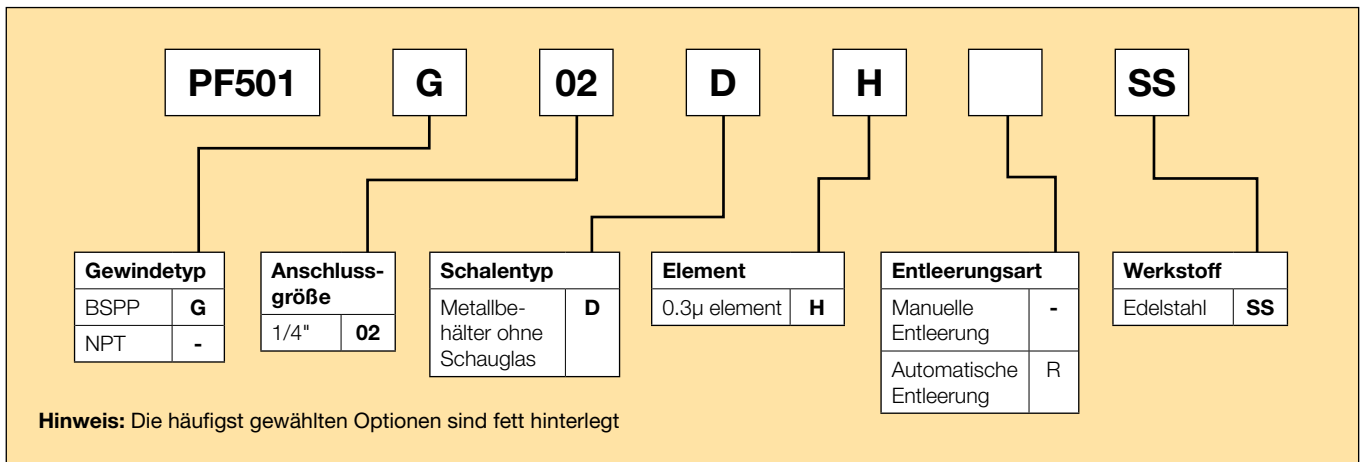 PF501 G 02 D H SS
Gewindetyp
BSPP G
NPT -
Anschluss-
größe
1/4" 02
Schalentyp
Metallbe- D
hälter ohne
Schauglas
Element
0.3µ element H
Entleerungsart
Manuelle -
Entleerung
Automatische R
Entleerung
Werkstoff
Edelstahl SS
Hinweis: Die häufigst gewählten Optionen sind fett hinterlegt